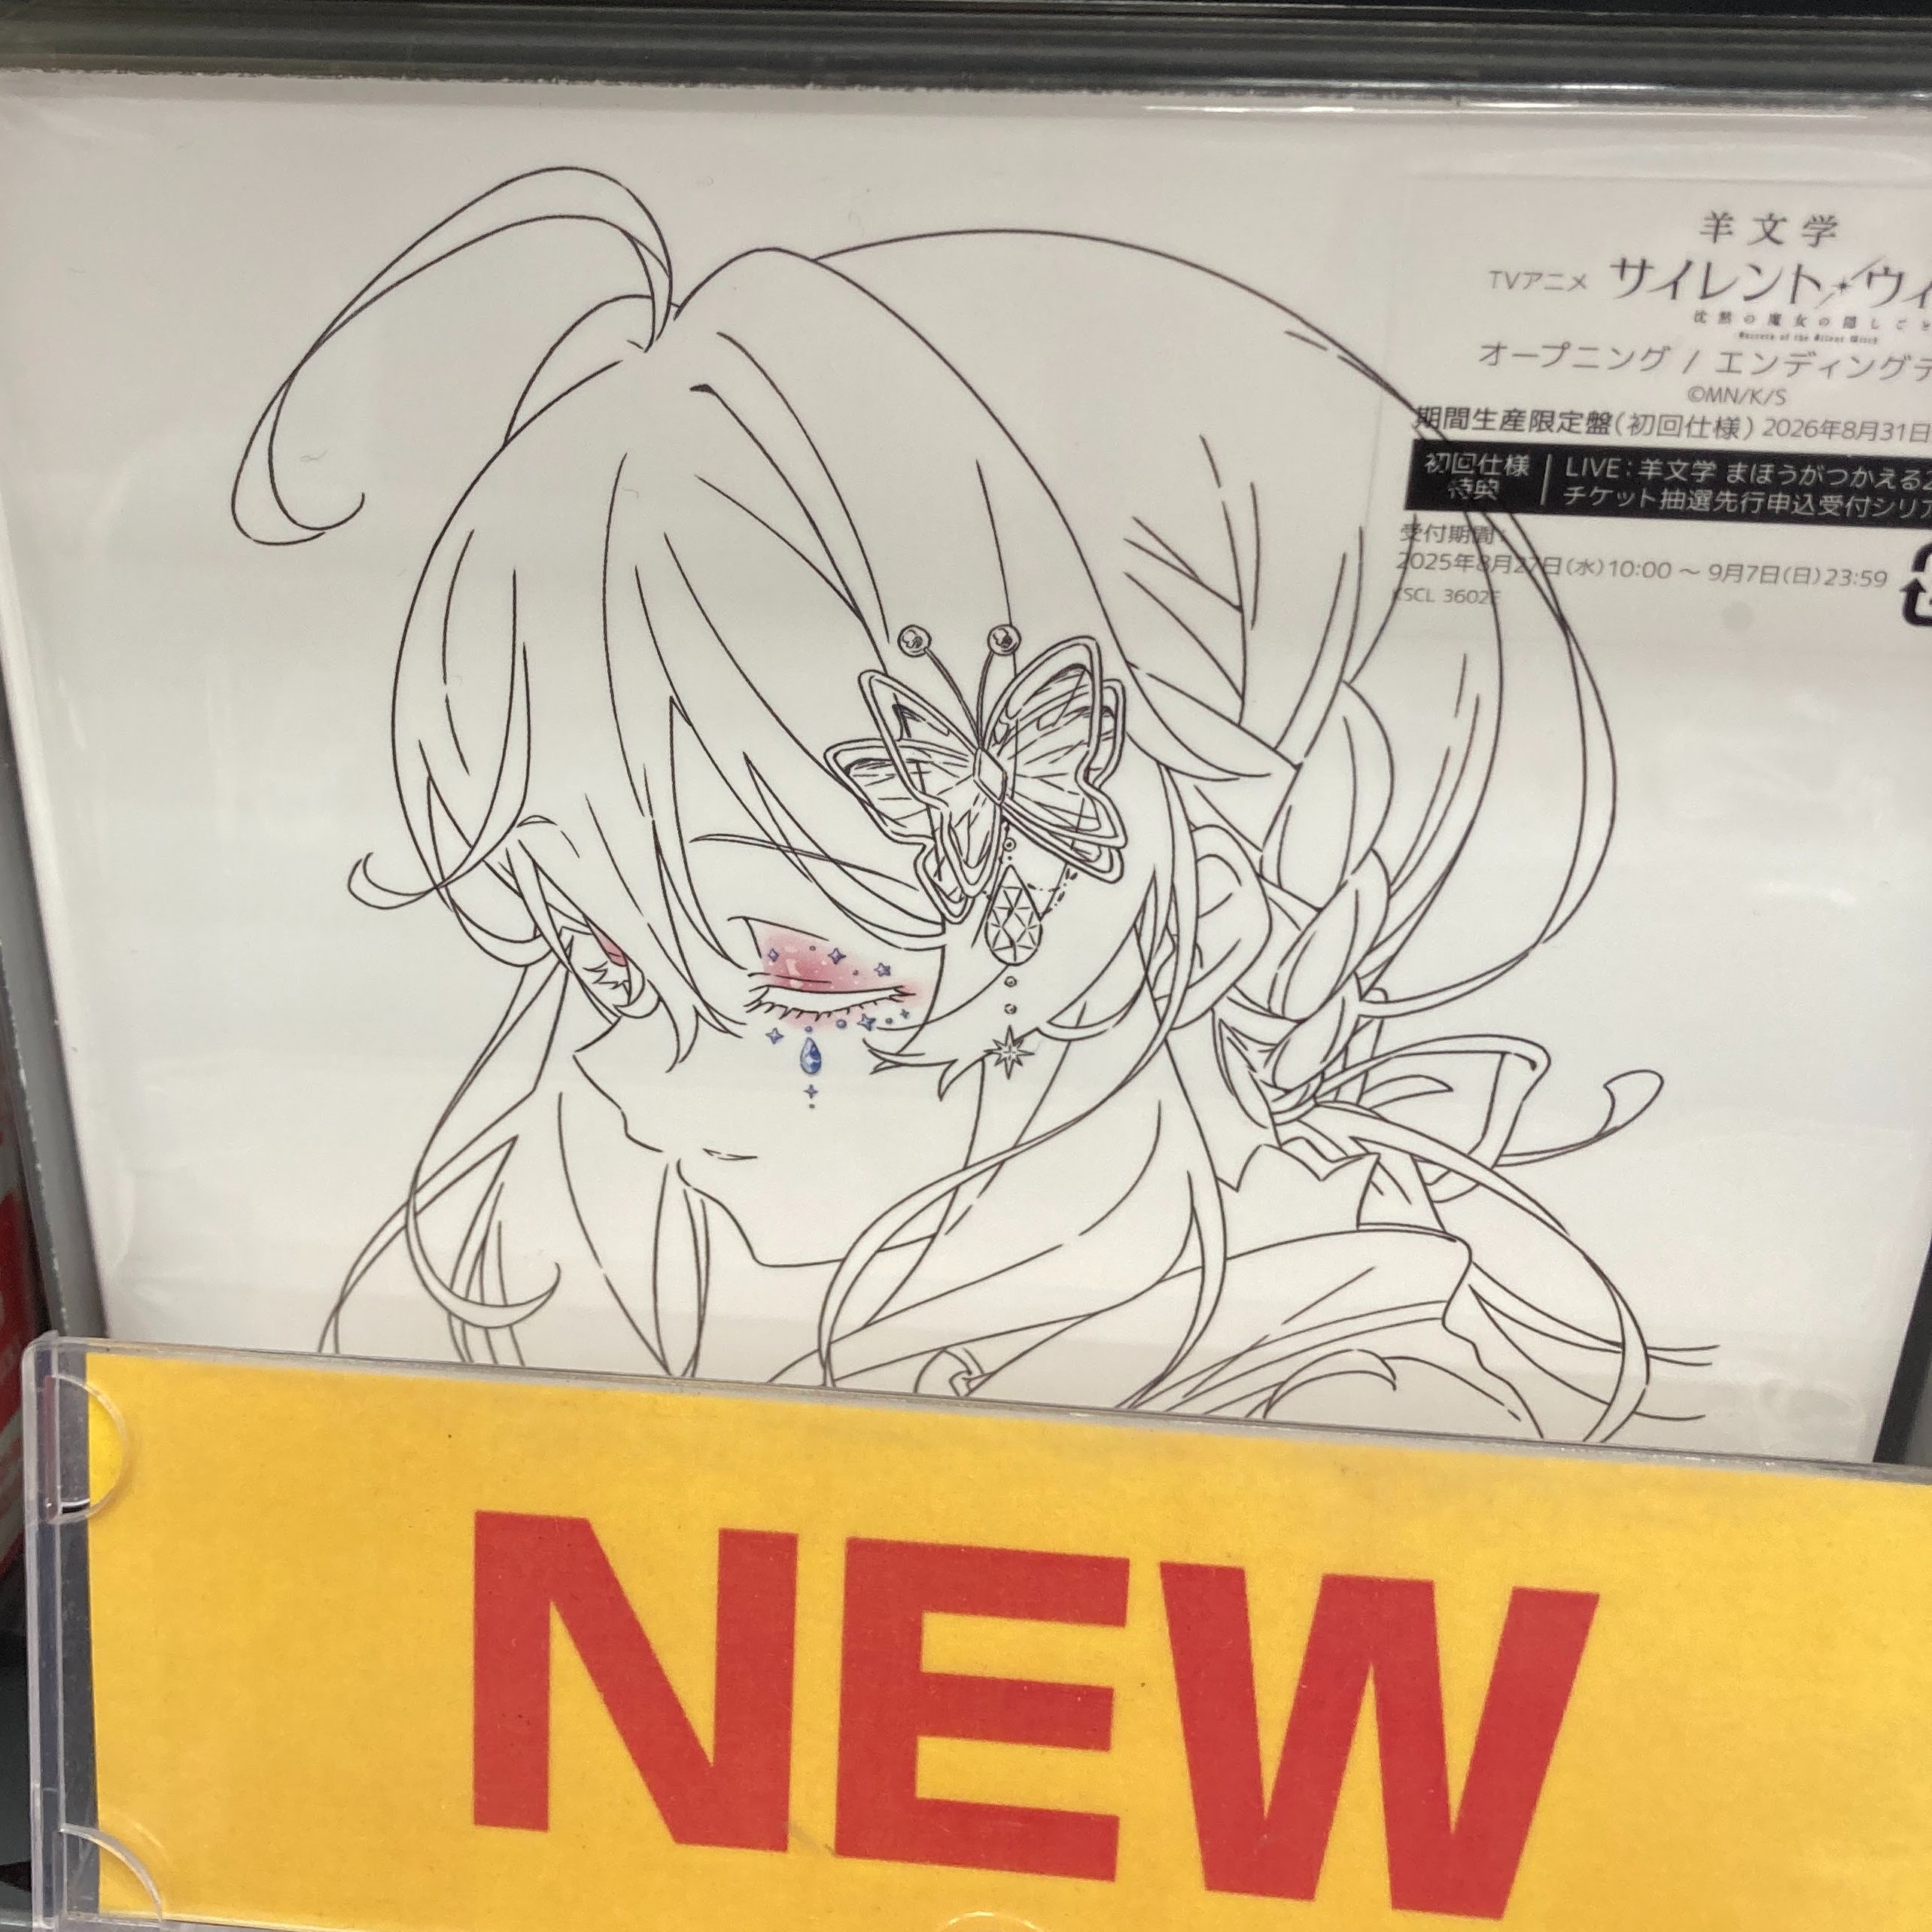 羊文学
TVアニメ サイレント・ウィ
沈黙の魔女の隠しごと
Secrets of the Silent Witch
オープニング / エンディングテ
©MN/K/S
期間生産限定盤(初回仕様) 2026年8月31日
初回仕様特典 LIVE:羊文学 まほうがつかえる2
チケット抽選先行申込受付シリア
受付期間:
2025年8月27日(水)10:00 ~ 9月7日(日)23:59
KSCL 3602
NEW